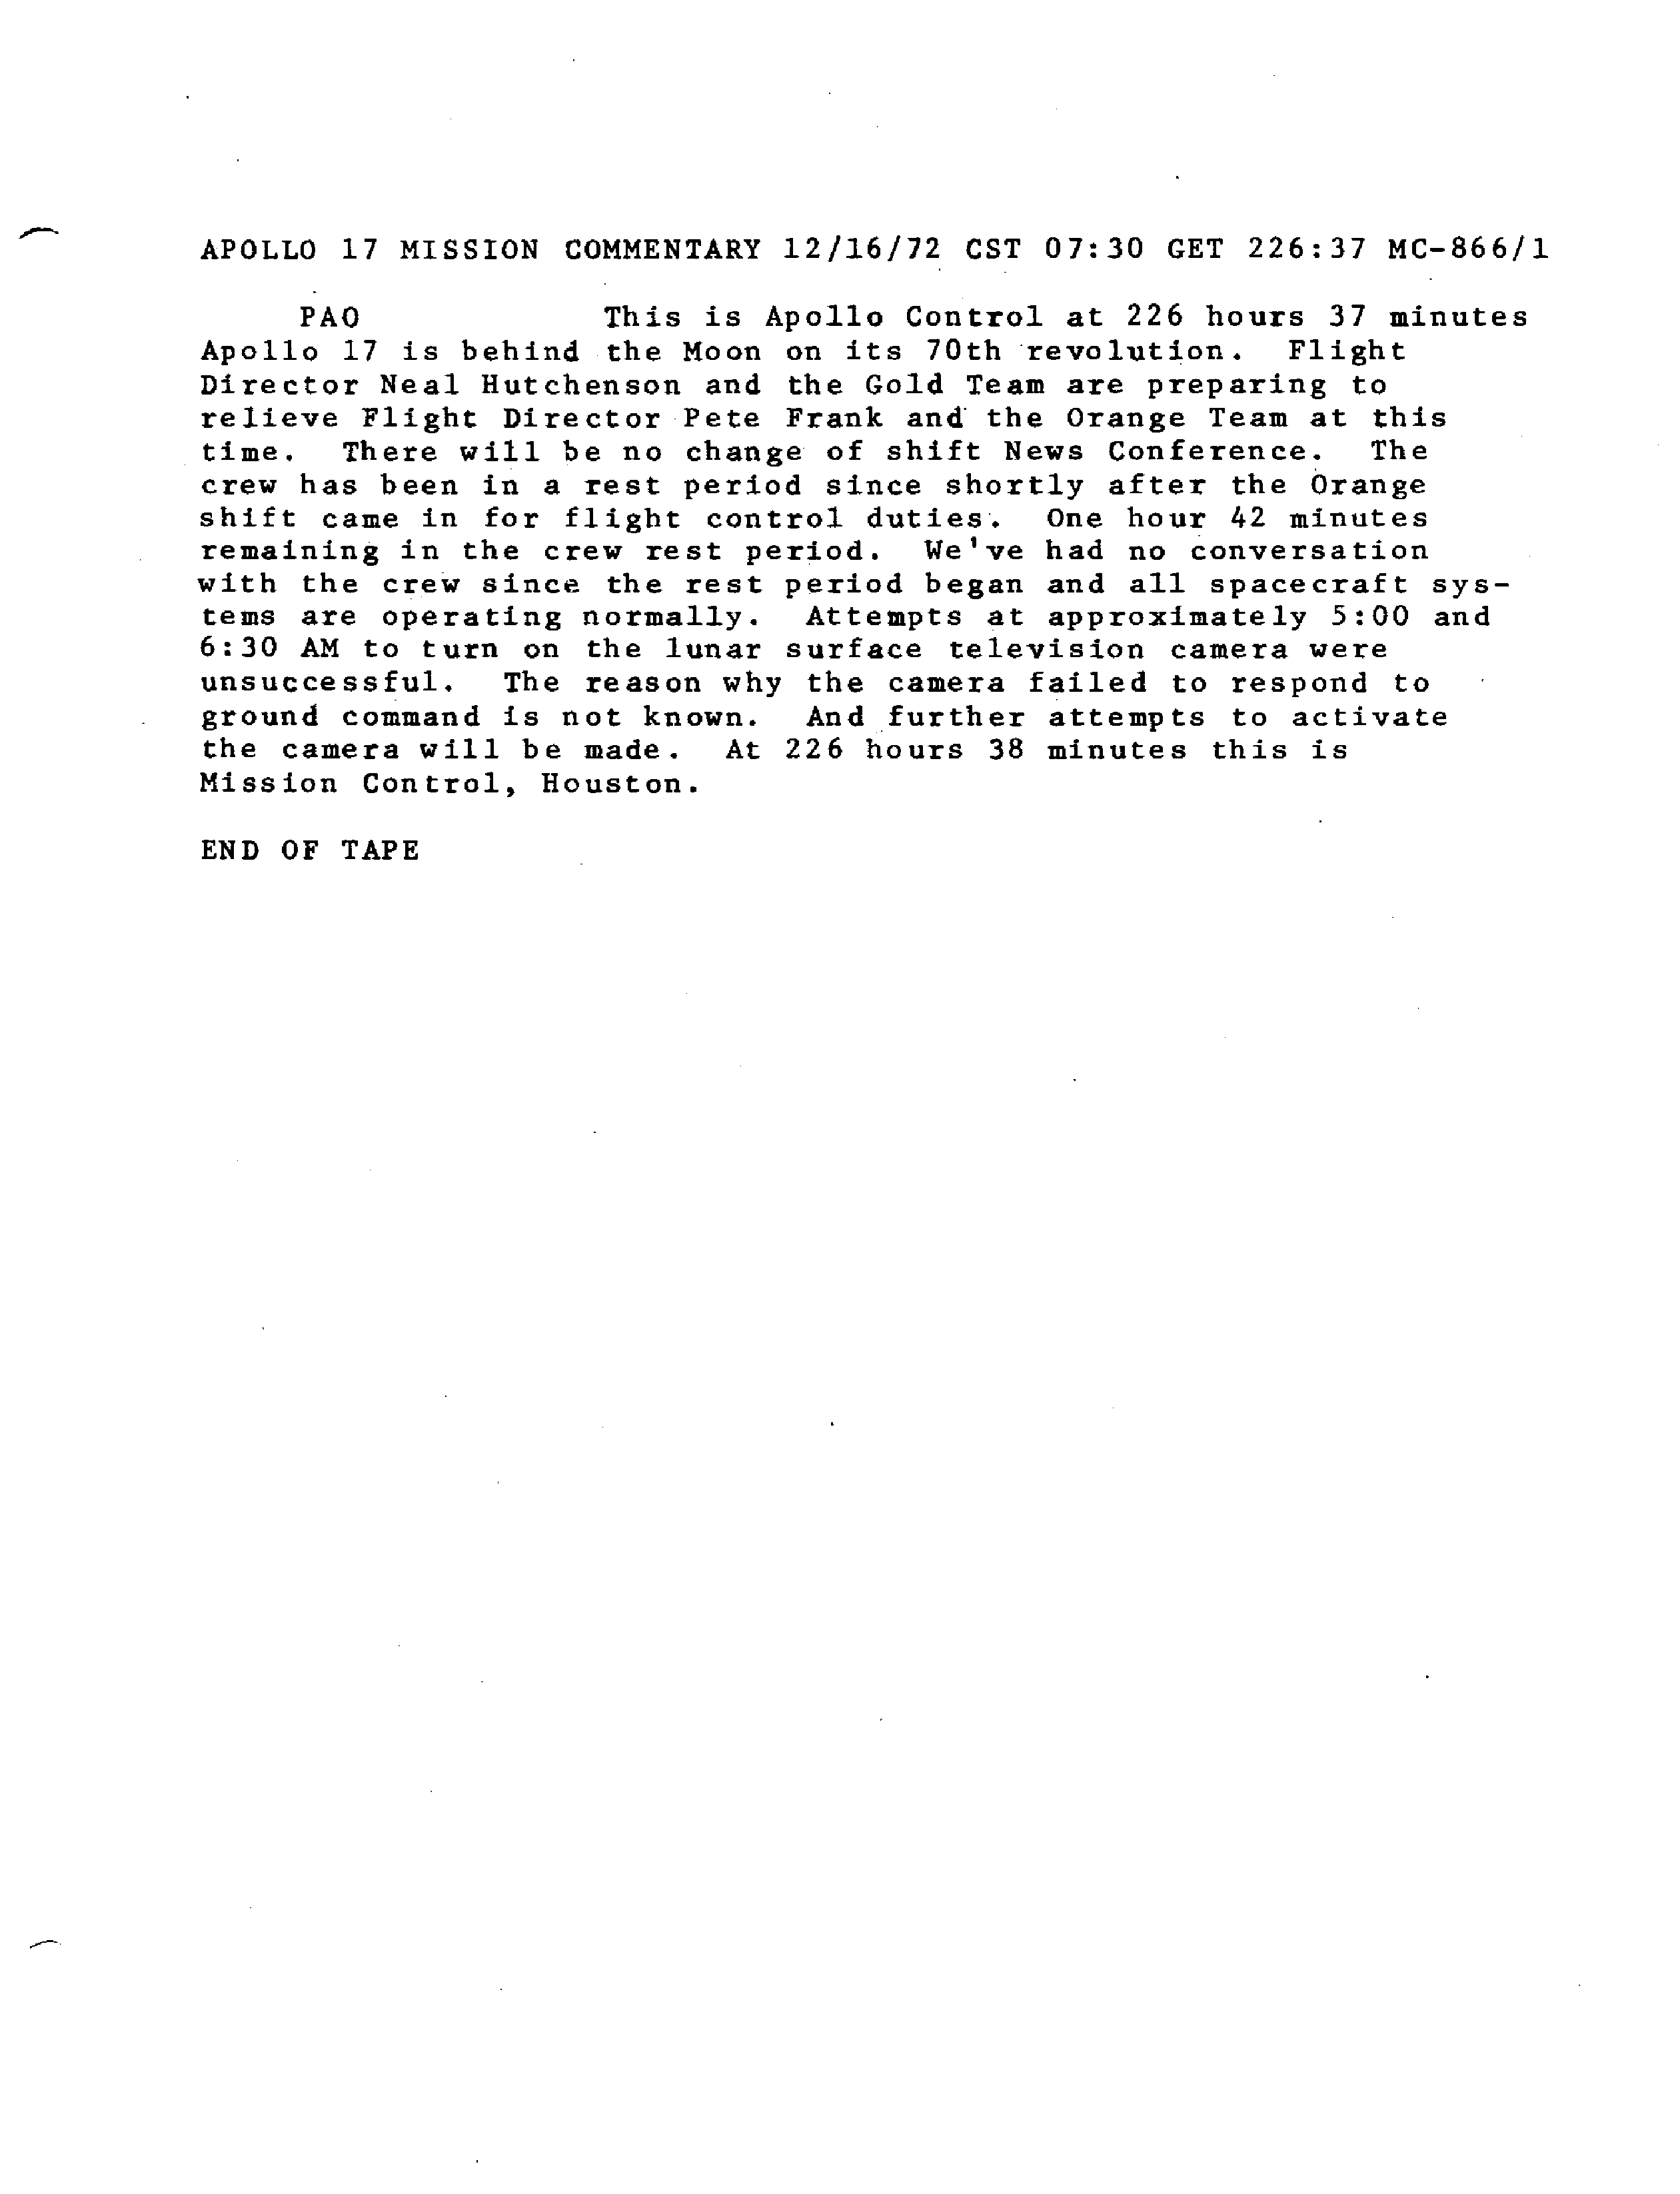 APOLLO 17 MISSION COMMENTARY 12/16/72 CST 07:30 GET 226:37 MC-866/1
PAO This is Apollo Control at 226 hours 37 minutes
Apollo 17 is behind the Moon on its 70th revolution. Flight
Director Neal Hutchenson and the Gold Team are preparing to
relieve Flight Director Pete Frank and the Orange Team at this
time. There will be no change of shift News Conference. The
crew has been in a rest period since shortly after the Orange
shift came in for flight control duties. One hour 42 minutes
remaining in the crew rest period. We've had no conversation
with the crew since the rest period began and all spacecraft sys-
tems are operating normally. Attempts at approximately 5:00 and
6:30 AM to turn on the lunar surface television camera were
unsuccessful. The reason why the camera failed to respond to
ground command is not known. And further attempts to activate
the camera will be made. At 226 hours 38 minutes this is
Mission Control, Houston.
END OF TAPE